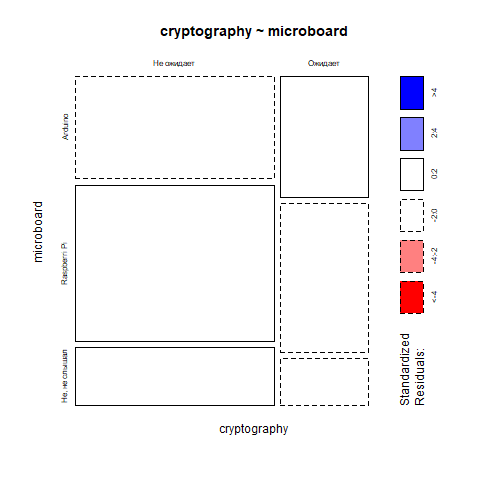 cryptography ~ microboard
Не ожидает
Ожидает
Arduino
Raspberri Pi
Не, не слышал
microboard
cryptography
Standardized
Residuals:
<-4
-4:-2
-2:0
0:2
2:4
>4